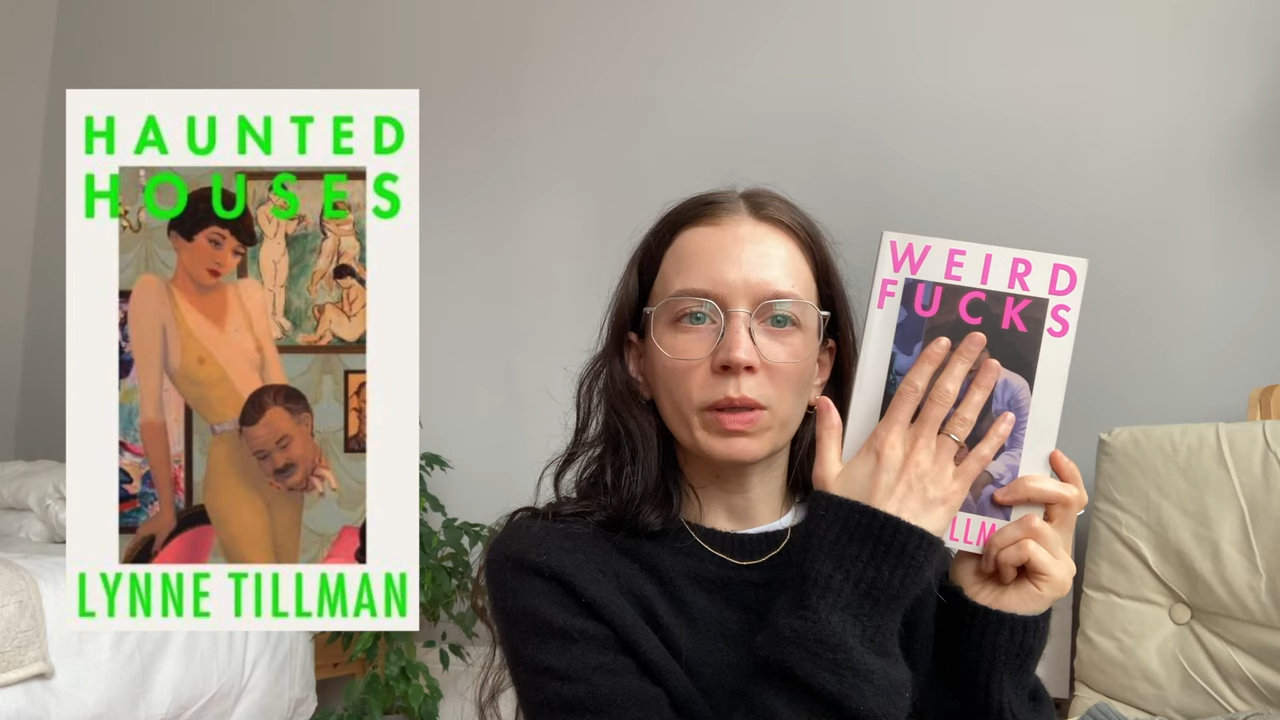 HAUNTED
HOUSES
LYNNE TILLMAN
WEIRD
FUCKS